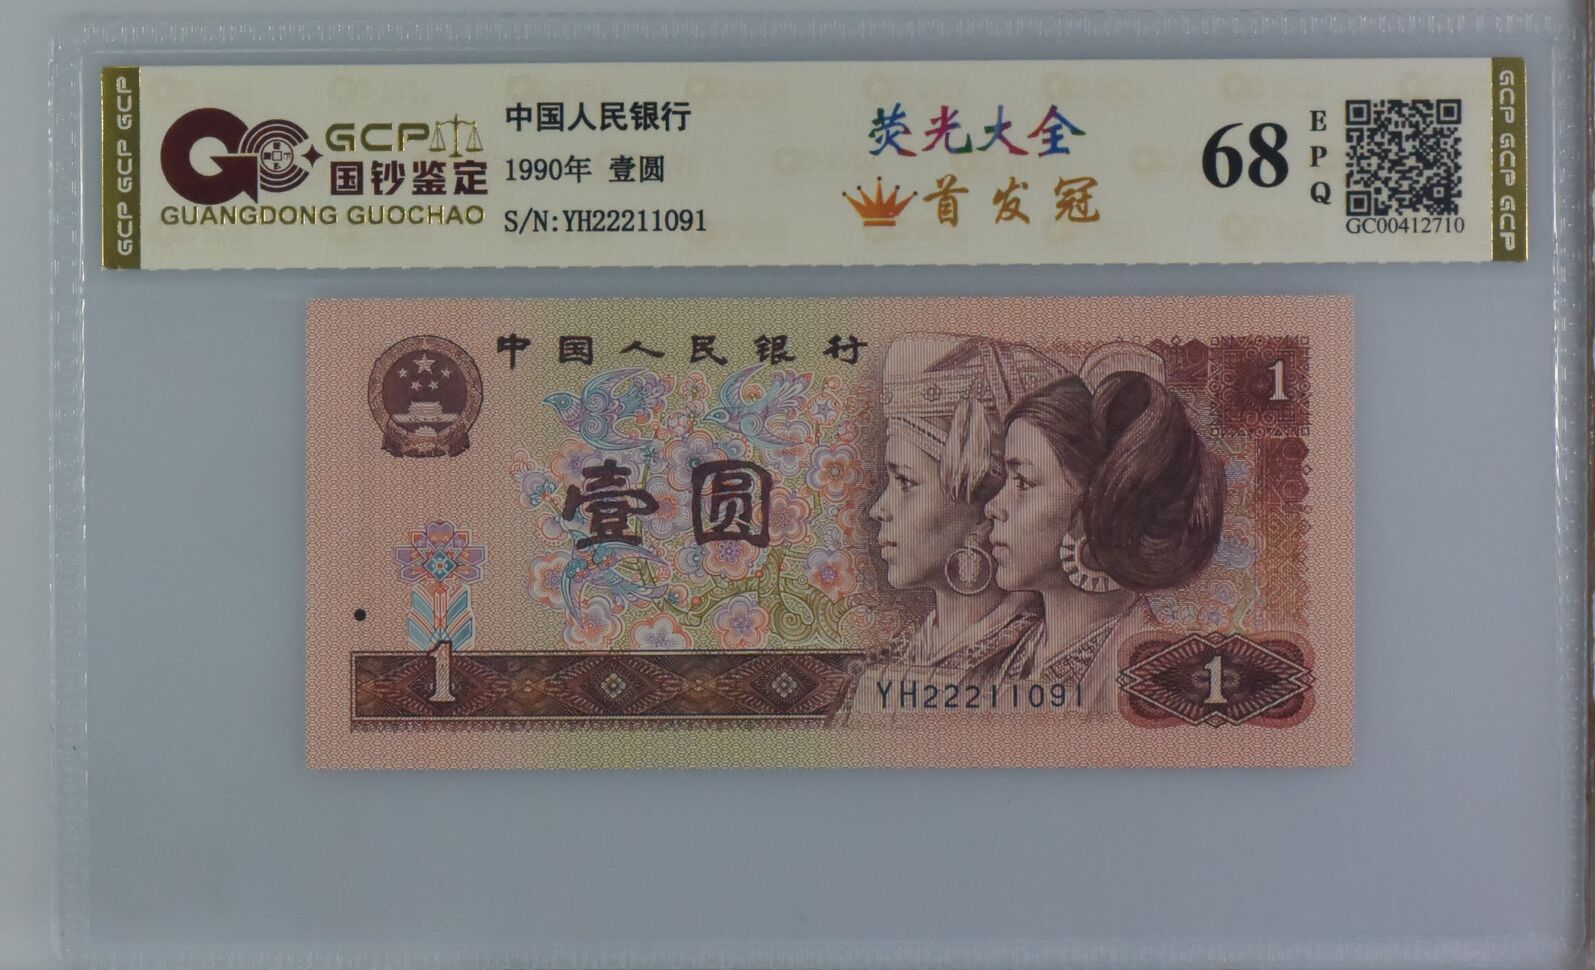 GCP GCP GCP
GCP
国钞鉴定
GUANGDONG GUOCHAO
中国人民银行
1990年 壹圆
S/N:YH22211091
荧光大全
首发冠
68
EPQ
GC00412710
GCP GCP GCP
中国人民银行
1
壹圆
1
YH22211091
1